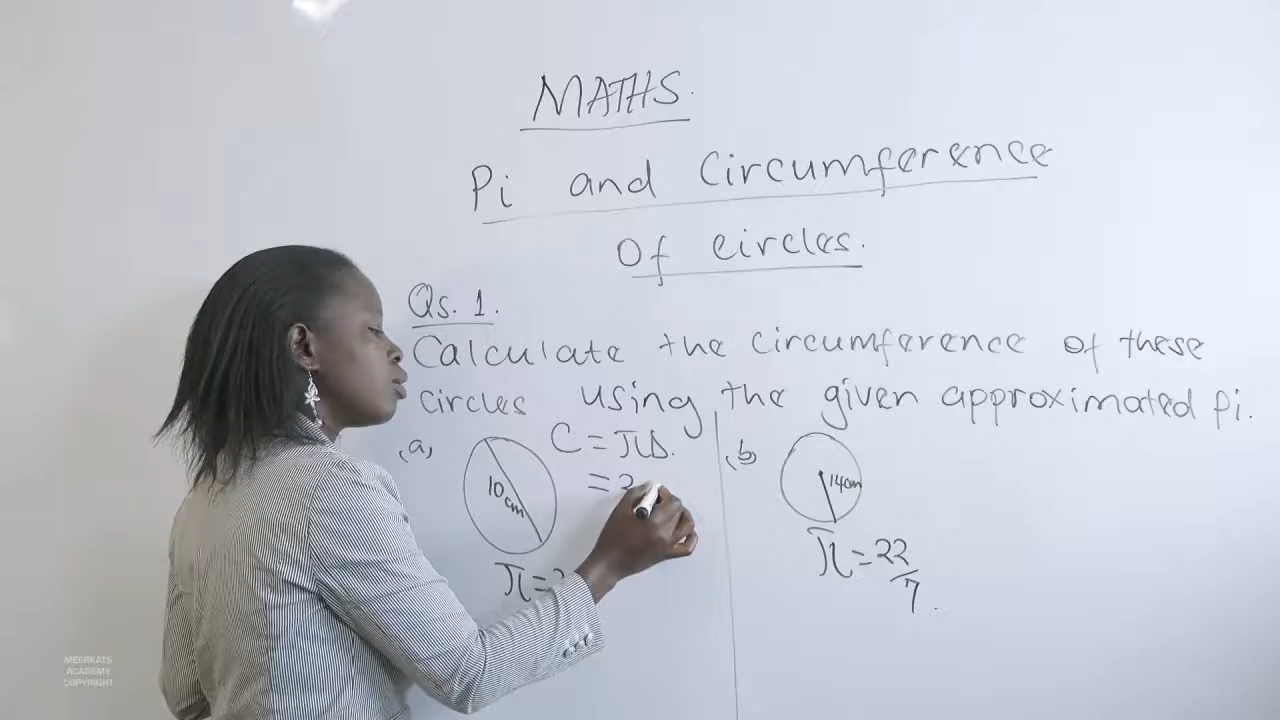 MATHS.
Pi and Circumference
Of circles.
Qs. 1.
Calculate the circumference of these
circles using the given approximated pi.
(a)
10cm
C = πD.
=
π =
(b)
14cm
π = 22
7
MEERKATS
ACADEMY
COPYRIGHT